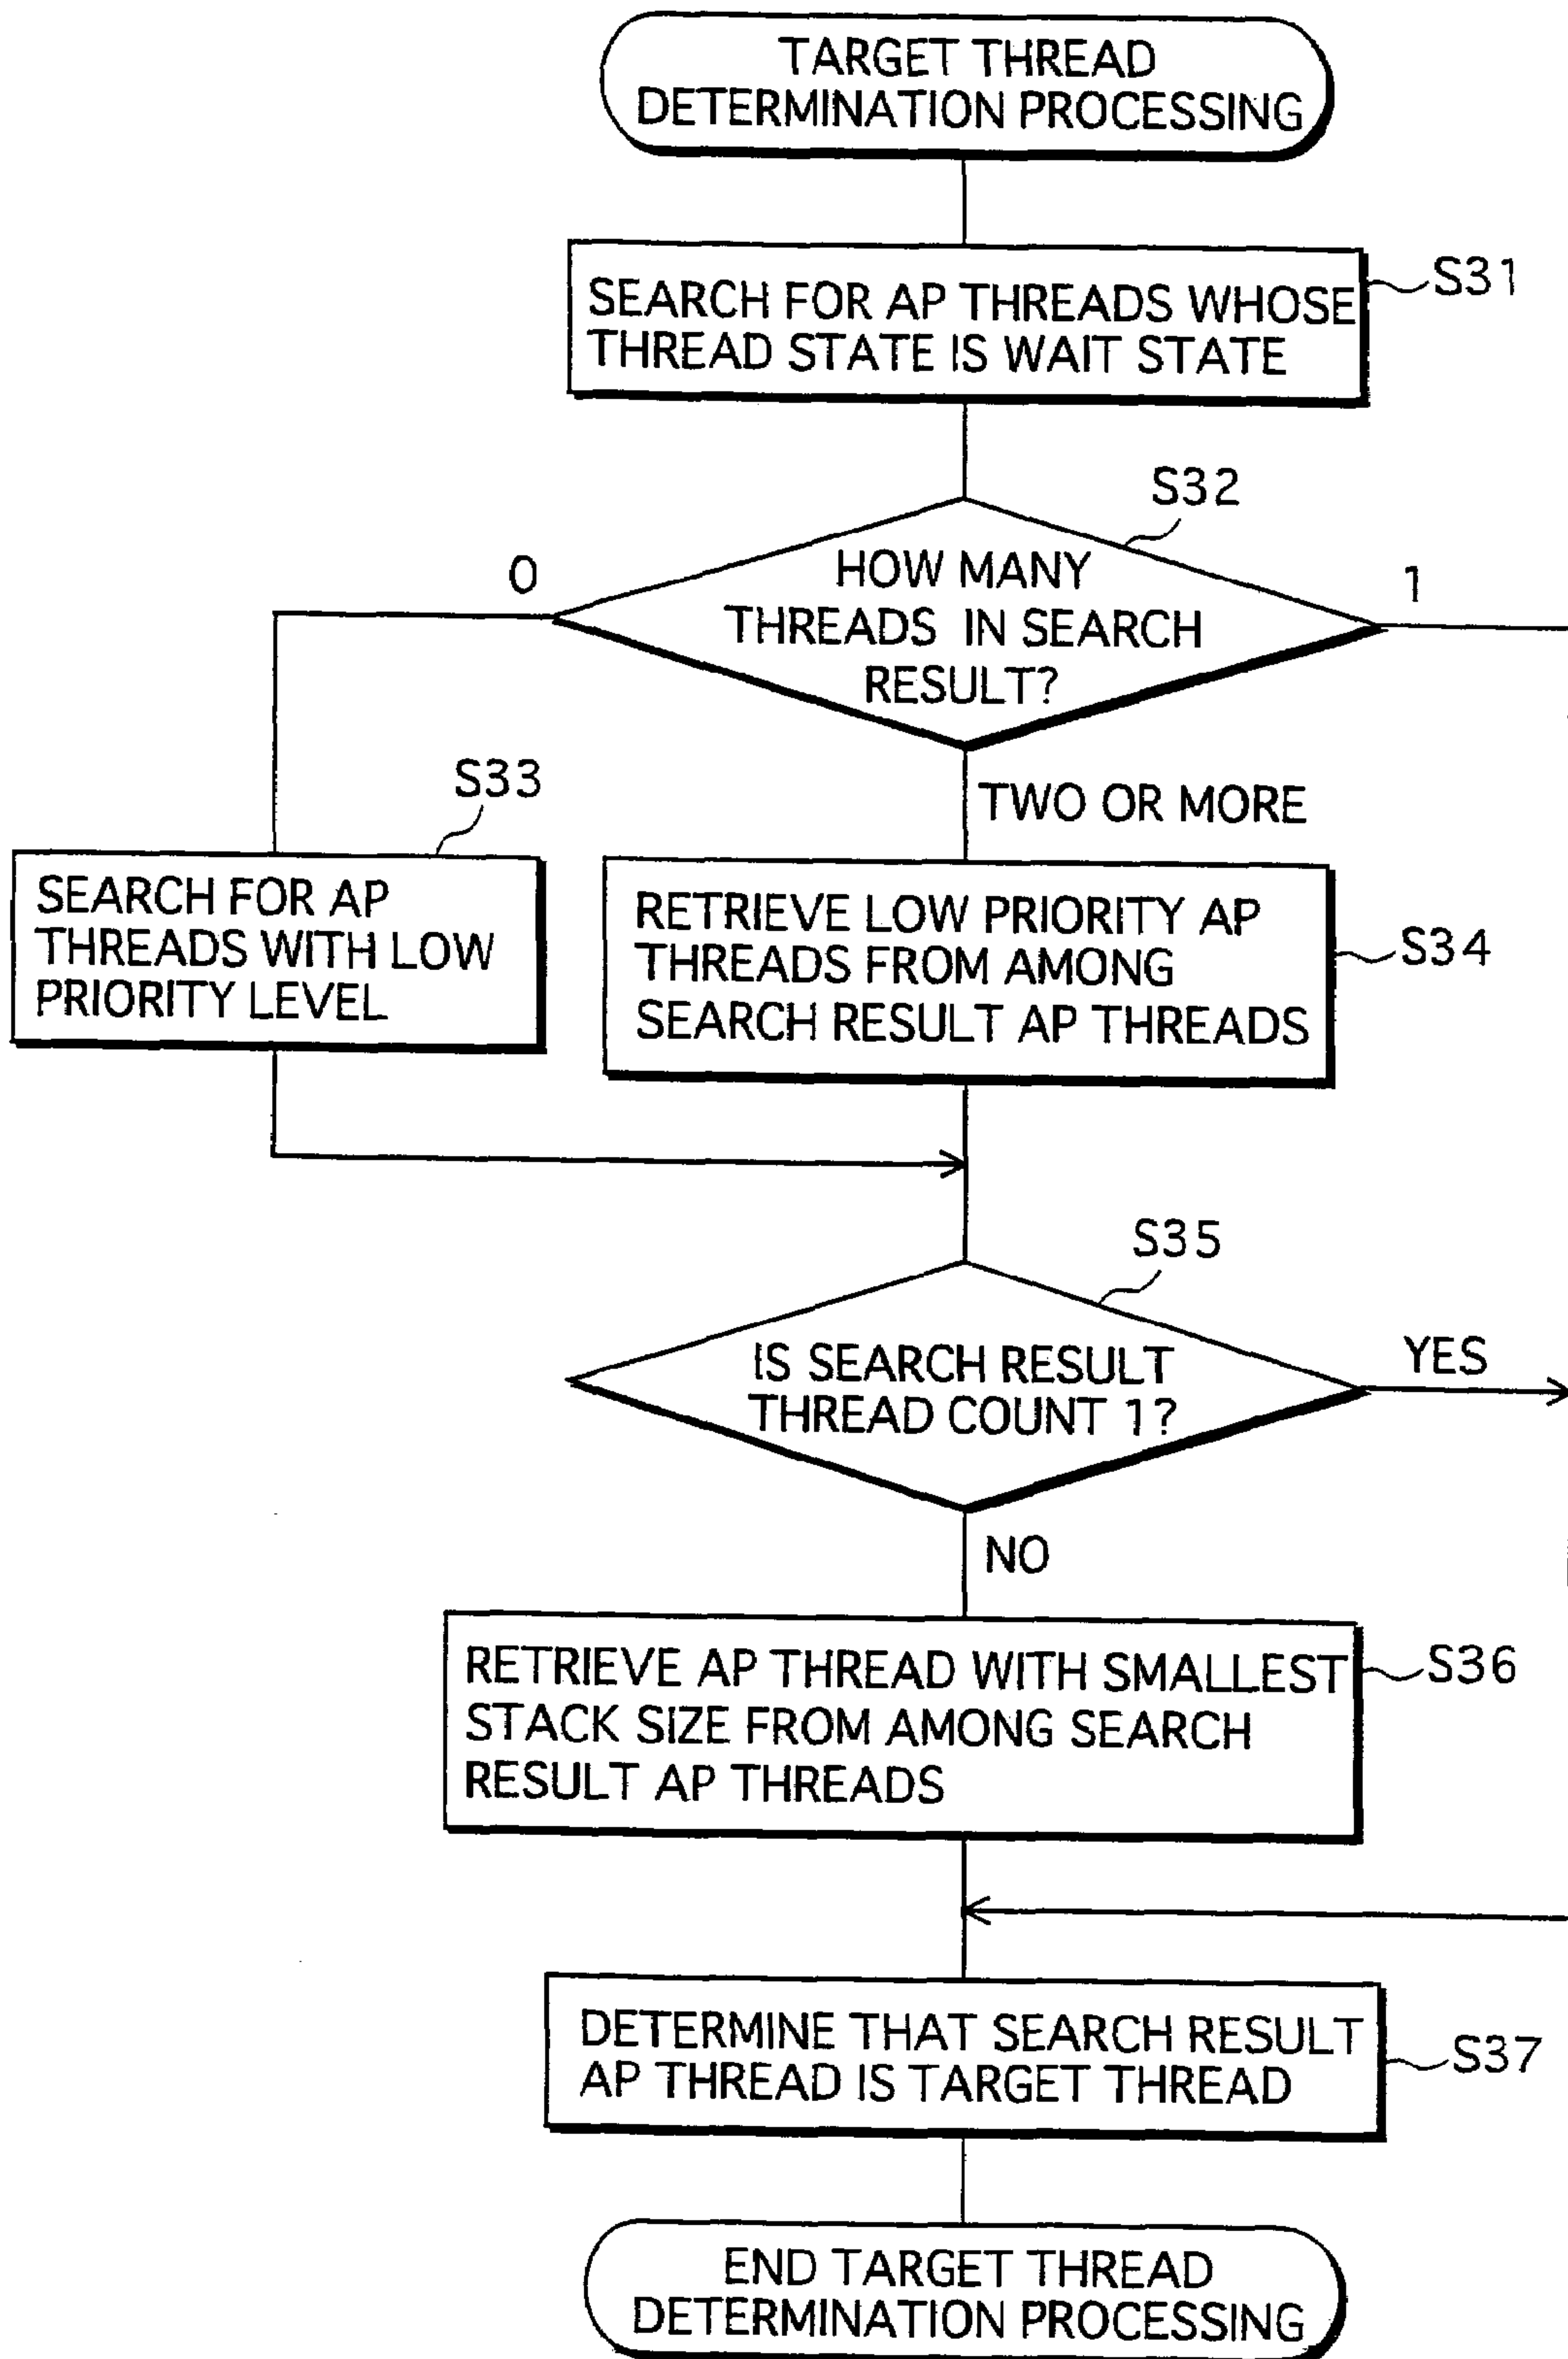 TARGET THREAD
DETERMINATION PROCESSING
SEARCH FOR AP THREADS WHOSE
THREAD STATE IS WAIT STATE
S31
S32
0
HOW MANY
THREADS IN SEARCH
RESULT?
1
TWO OR MORE
S33
SEARCH FOR AP
THREADS WITH LOW
PRIORITY LEVEL
RETRIEVE LOW PRIORITY AP
THREADS FROM AMONG
SEARCH RESULT AP THREADS
S34
S35
IS SEARCH RESULT
THREAD COUNT 1?
YES
NO
RETRIEVE AP THREAD WITH SMALLEST
STACK SIZE FROM AMONG SEARCH
RESULT AP THREADS
S36
DETERMINE THAT SEARCH RESULT
AP THREAD IS TARGET THREAD
S37
END TARGET THREAD
DETERMINATION PROCESSING